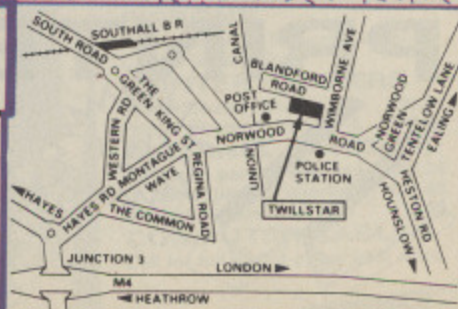 SOUTHALL B R
SOUTH ROAD
CANAL
BLANDFORD
ROAD
WIMBORNE AVE
THE
GREEN
KING ST
POST
OFFICE
WESTERN RD
NORWOOD
ROAD
NORWOOD
GREEN
TENTELOW LANE
EALING
MONTAGUE
WAYE
REGINA ROAD
UNION
POLICE
STATION
HESTON RD
HOUNSLOW
HAYES
HAYES RD
THE COMMON
TWILLSTAR
JUNCTION 3
LONDON
M4
HEATHROW